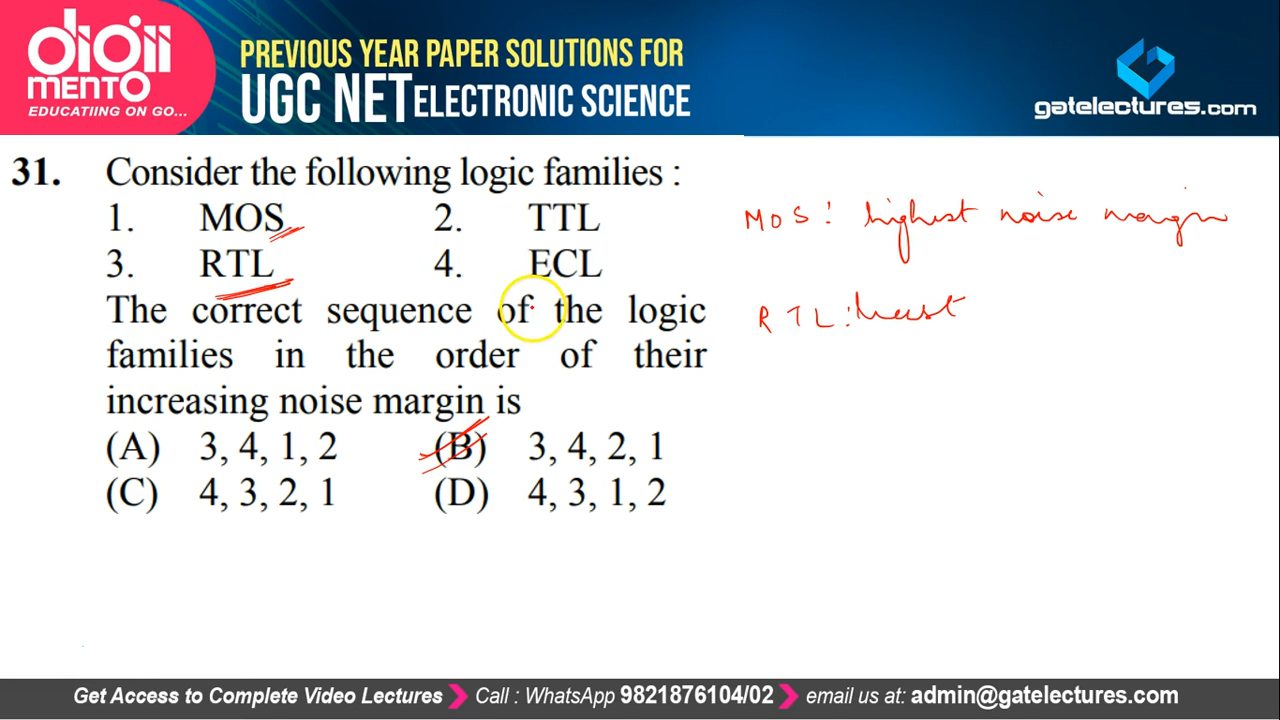 digii
MENTO
EDUCATIING ON GO...
PREVIOUS YEAR PAPER SOLUTIONS FOR
UGC NET ELECTRONIC SCIENCE
gatelectures.com
31. Consider the following logic families :
1. MOS 2. TTL
3. RTL 4. ECL
The correct sequence of the logic
families in the order of their
increasing noise margin is
(A) 3, 4, 1, 2 (B) 3, 4, 2, 1
(C) 4, 3, 2, 1 (D) 4, 3, 1, 2
MOS : highest noise margin
RTL : least
Get Access to Complete Video Lectures Call : WhatsApp 9821876104/02 email us at: admin@gatelectures.com